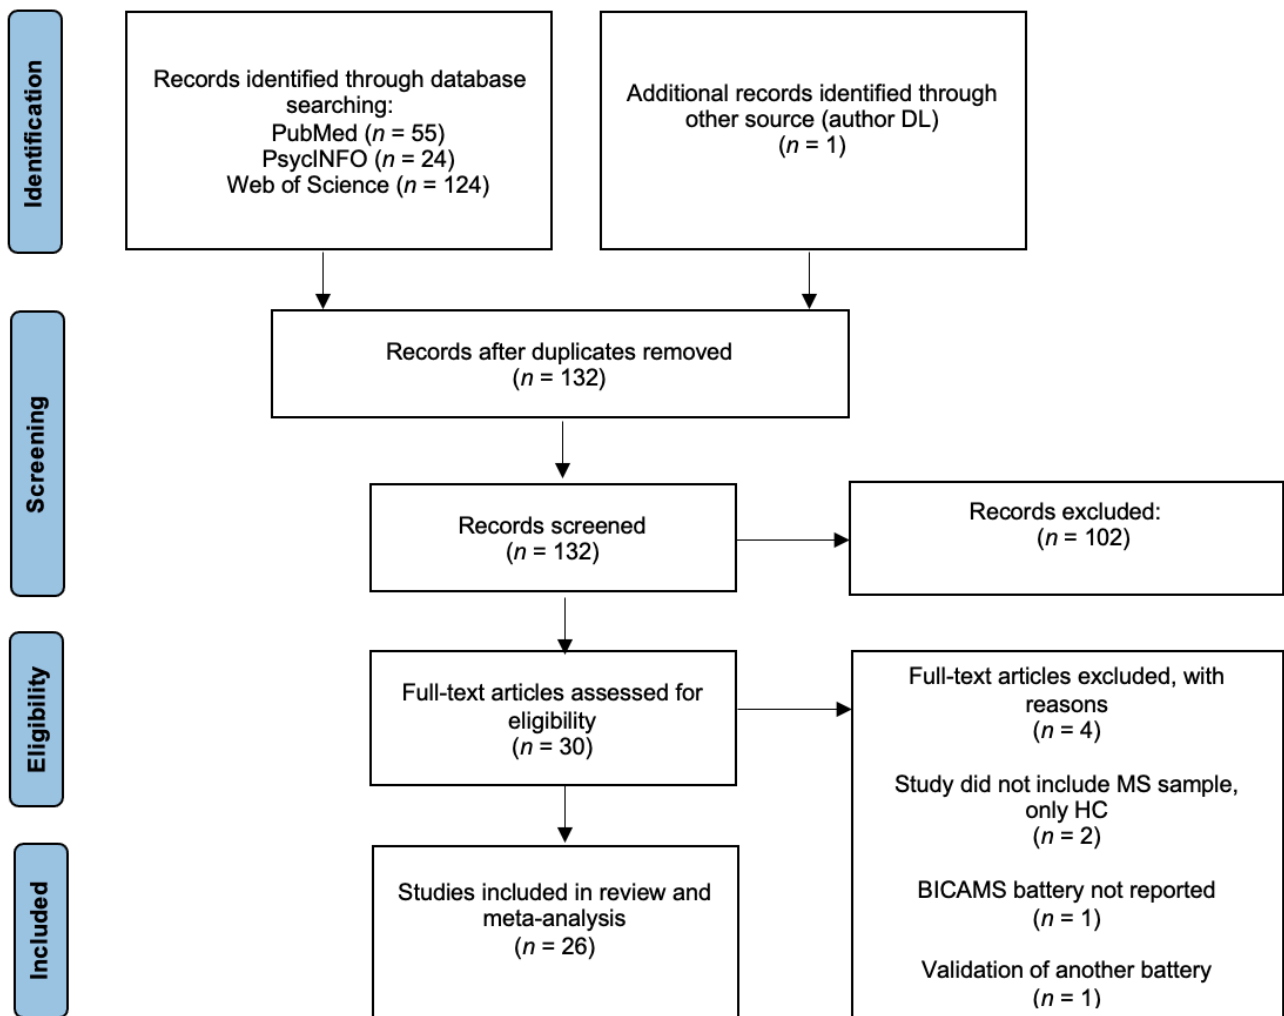 Identification
Records identified through database
searching:
PubMed (n = 55)
PsycINFO (n = 24)
Web of Science (n = 124)
Additional records identified through
other source (author DL)
(n = 1)
Screening
Records after duplicates removed
(n = 132)
Records screened
(n = 132)
Records excluded:
(n = 102)
Eligibility
Full-text articles assessed for
eligibility
(n = 30)
Full-text articles excluded, with
reasons
(n = 4)
Study did not include MS sample,
only HC
(n = 2)
BICAMS battery not reported
(n = 1)
Validation of another battery
(n = 1)
Included
Studies included in review and
meta-analysis
(n = 26)